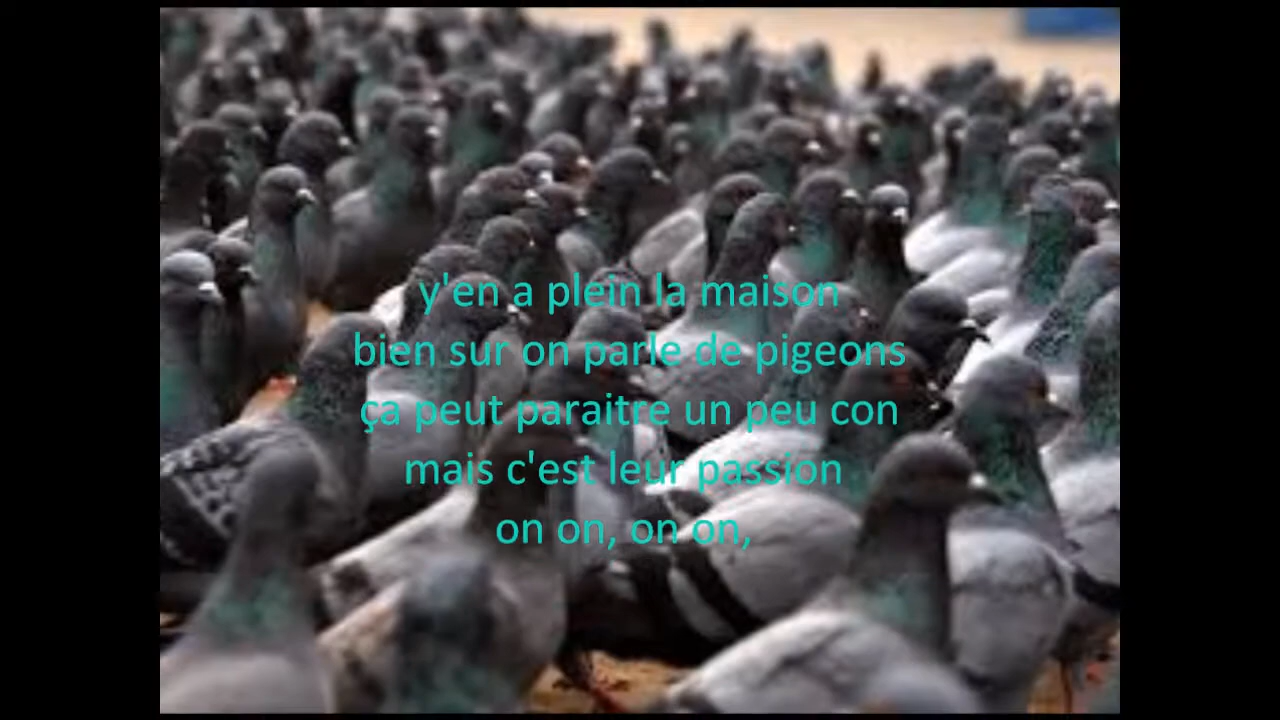 y'en a plein la maison
bien sur on parle de pigeons
ça peut paraitre un peu con
mais c'est leur passion
on on, on on,